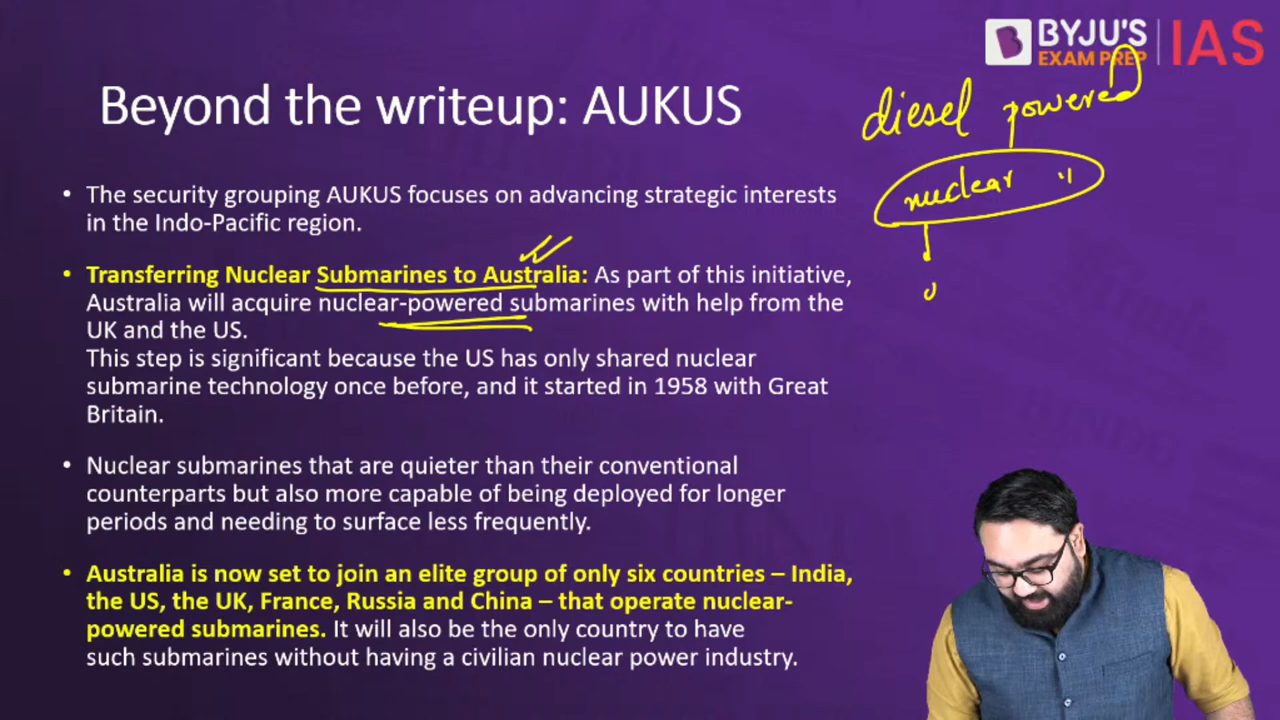 BYJU'S
EXAM PREP
IAS
Beyond the writeup: AUKUS
diesel powered
nuclear "
• The security grouping AUKUS focuses on advancing strategic interests
in the Indo-Pacific region.
• Transferring Nuclear Submarines to Australia: As part of this initiative,
Australia will acquire nuclear-powered submarines with help from the
UK and the US.
This step is significant because the US has only shared nuclear
submarine technology once before, and it started in 1958 with Great
Britain.
• Nuclear submarines that are quieter than their conventional
counterparts but also more capable of being deployed for longer
periods and needing to surface less frequently.
• Australia is now set to join an elite group of only six countries – India,
the US, the UK, France, Russia and China – that operate nuclear-
powered submarines. It will also be the only country to have
such submarines without having a civilian nuclear power industry.